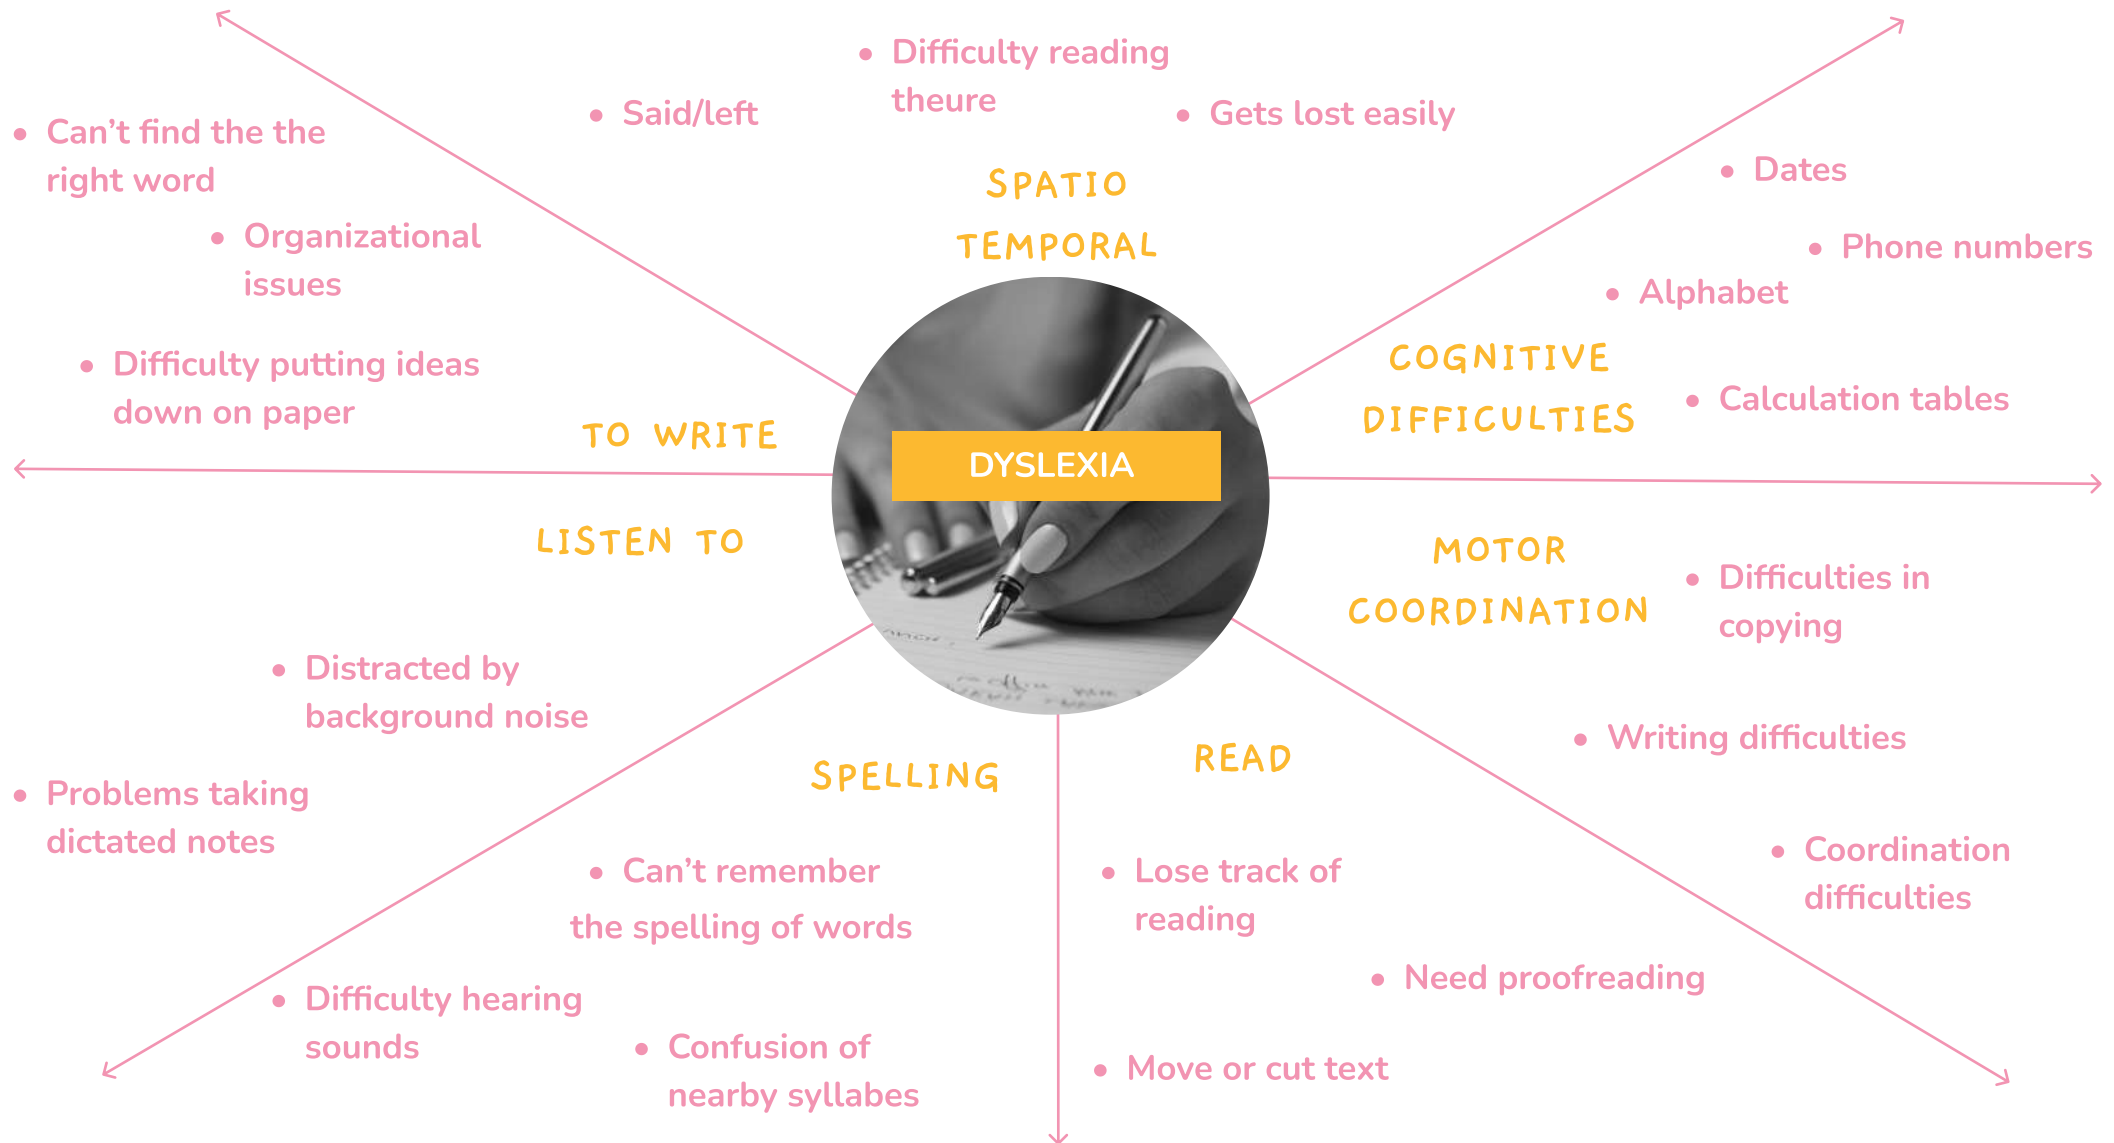 Difficulty reading
theure
Said/left
Gets lost easily
SPATIO
TEMPORAL
Can't find the the
right word
Organizational
issues
Difficulty putting ideas
down on paper
TO WRITE
Dates
Phone numbers
Alphabet
COGNITIVE
DIFFICULTIES
Calculation tables
DYSLEXIA
LISTEN TO
Distracted by
background noise
Problems taking
dictated notes
MOTOR
COORDINATION
Difficulties in
copying
Writing difficulties
Coordination
difficulties
SPELLING
Can't remember
the spelling of words
Difficulty hearing
sounds
Confusion of
nearby syllabes
READ
Lose track of
reading
Need proofreading
Move or cut text